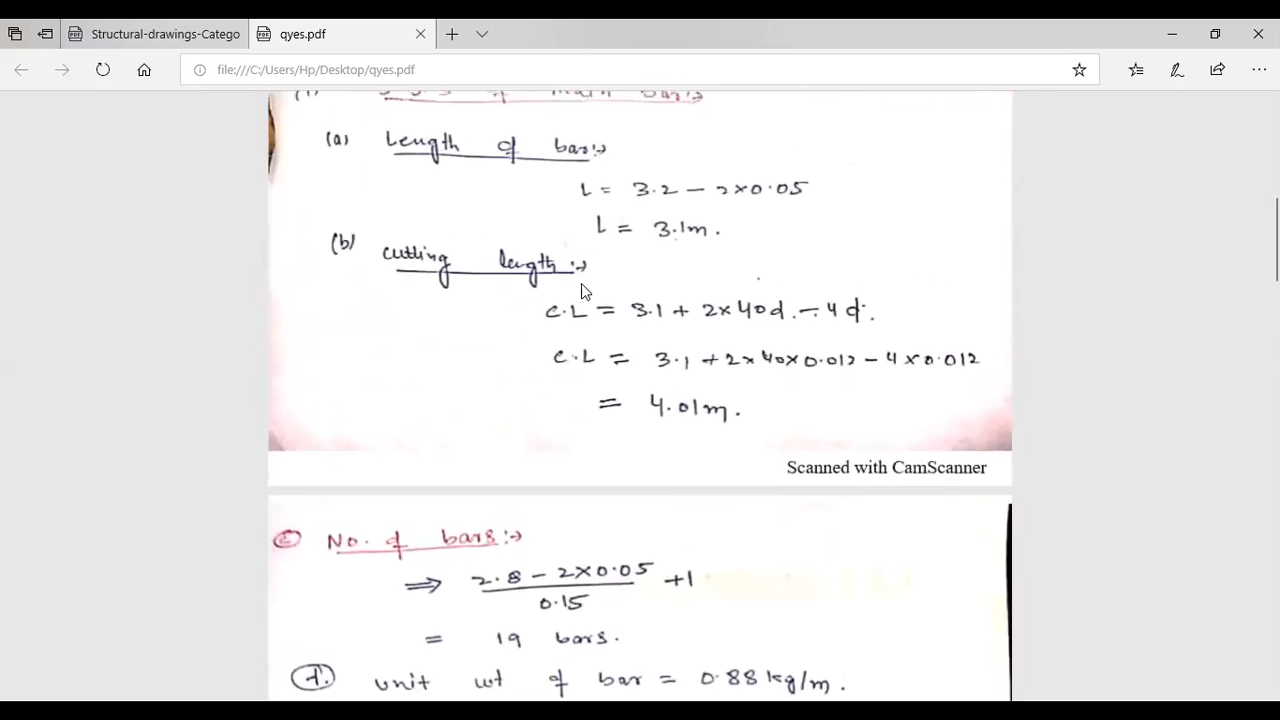 Structural-drawings-Catego
qyes.pdf
file:///C:/Users/Hp/Desktop/qyes.pdf
(a) Length of bar:→
L = 3.2 - 2×0.05
L = 3.1m.
(b) cutting length :→
C.L = 3.1 + 2×40d. - 4d.
C.L = 3.1 + 2×40×0.012 - 4×0.012
= 4.01m.
Scanned with CamScanner
(c) No. of bars:→
⇒ 2.8 - 2×0.05 / 0.15 +1
= 19 bars.
(d). unit wt of bar = 0.88 kg/m.